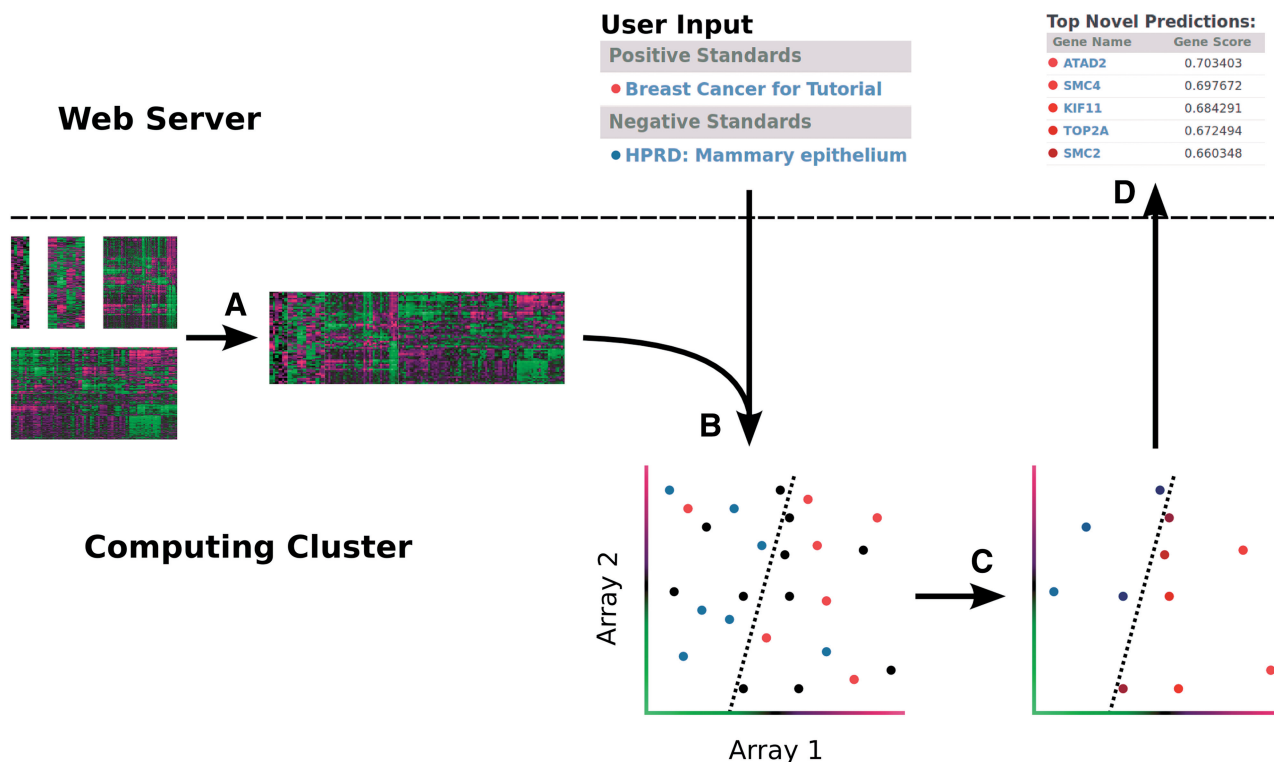 User Input
Positive Standards
Breast Cancer for Tutorial
Negative Standards
HPRD: Mammary epithelium
Top Novel Predictions:
Gene Name Gene Score
ATAD2 0.703403
SMC4 0.697672
KIF11 0.684291
TOP2A 0.672494
SMC2 0.660348
Web Server
D
A
B
Computing Cluster
C
Array 2
Array 1